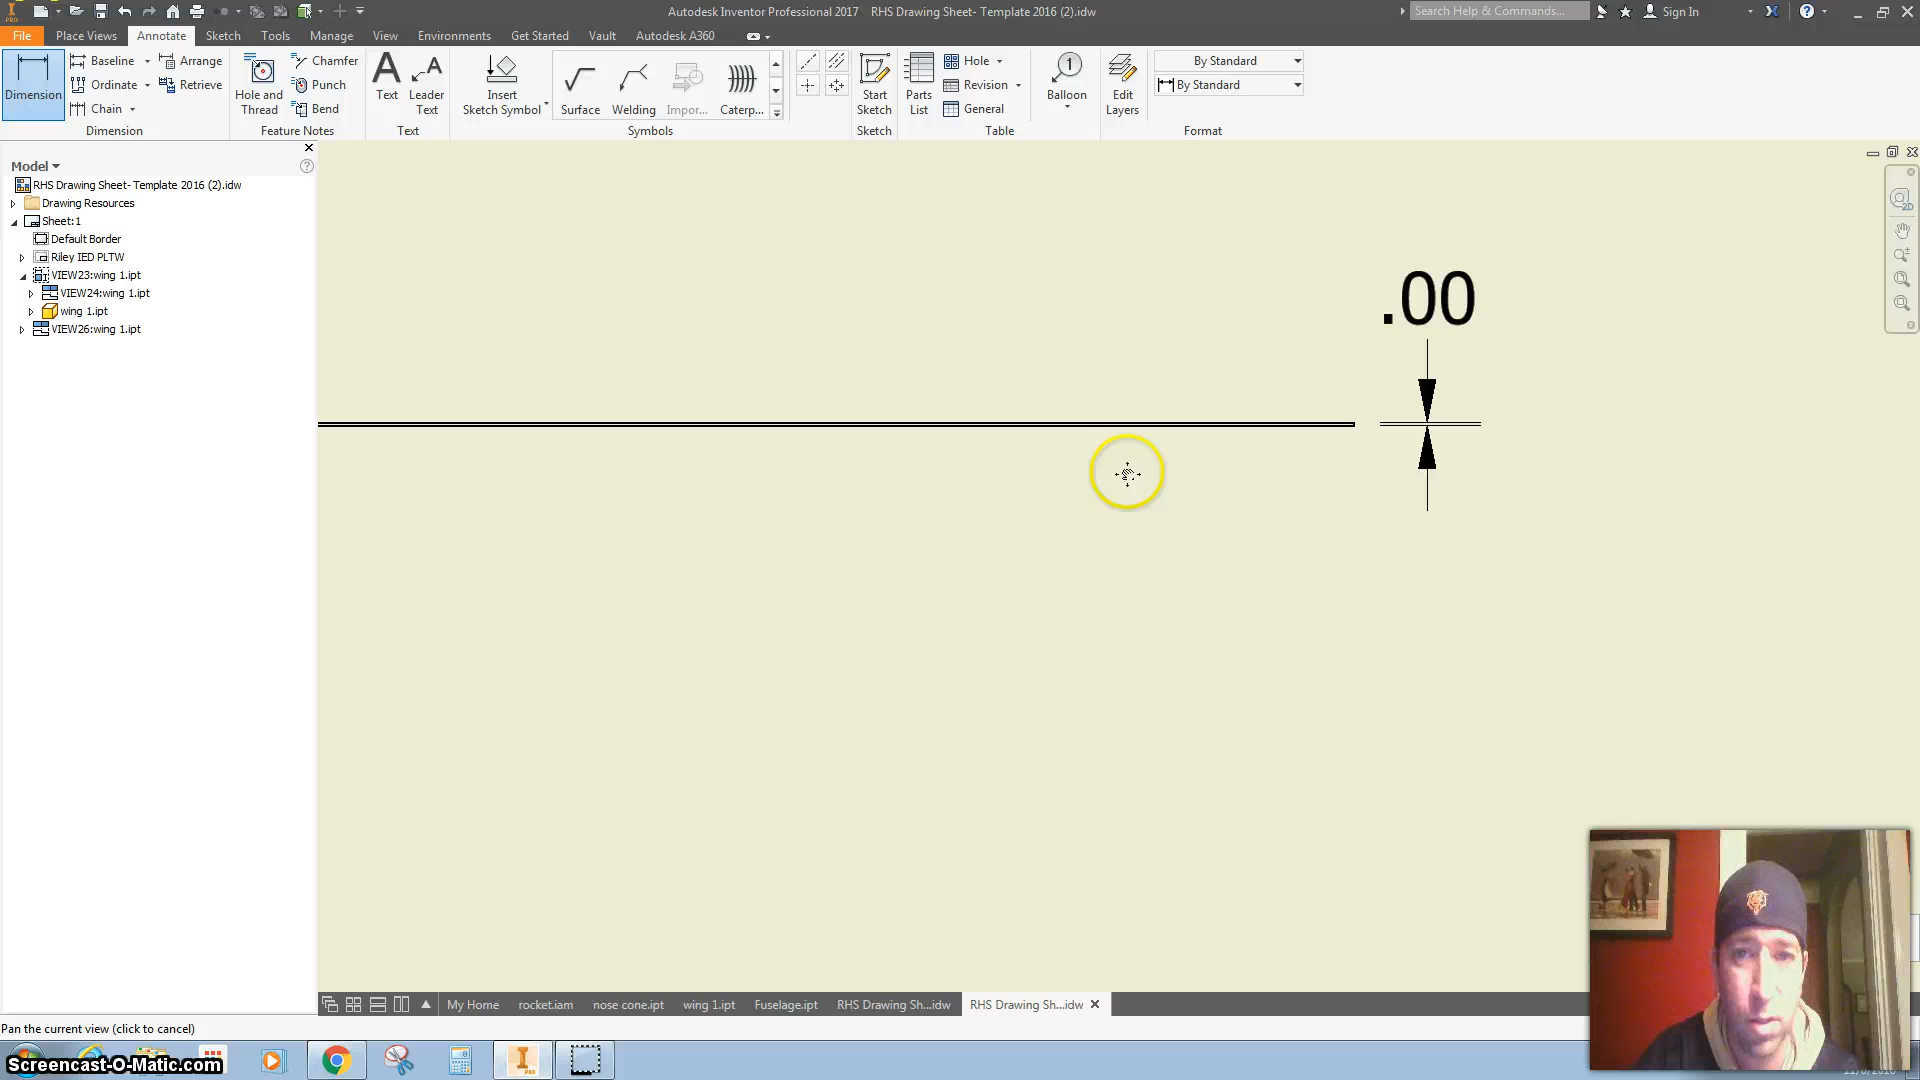 Autodesk Inventor Professional 2017 RHS Drawing Sheet- Template 2016 (2).idw
Search Help & Commands...
Sign In
PRO
File Place Views Annotate Sketch Tools Manage View Environments Get Started Vault Autodesk A360
Dimension
Baseline
Ordinate
Chain
Arrange
Retrieve
Dimension
Hole and Thread
Chamfer
Punch
Bend
Feature Notes
Text
Leader Text
Text
Insert Sketch Symbol
Surface
Welding
Impor...
Caterp...
Symbols
Start Sketch
Sketch
Parts List
Hole
Revision
General
Table
1
Balloon
Edit Layers
By Standard
By Standard
Format
Model
RHS Drawing Sheet- Template 2016 (2).idw
Drawing Resources
Sheet:1
Default Border
Riley IED PLTW
VIEW23:wing 1.ipt
VIEW24:wing 1.ipt
wing 1.ipt
VIEW26:wing 1.ipt
2D
.00
My Home rocket.iam nose cone.ipt wing 1.ipt Fuselage.ipt RHS Drawing Sh...idw RHS Drawing Sh...idw
Pan the current view (click to cancel)
Screencast-O-Matic.com